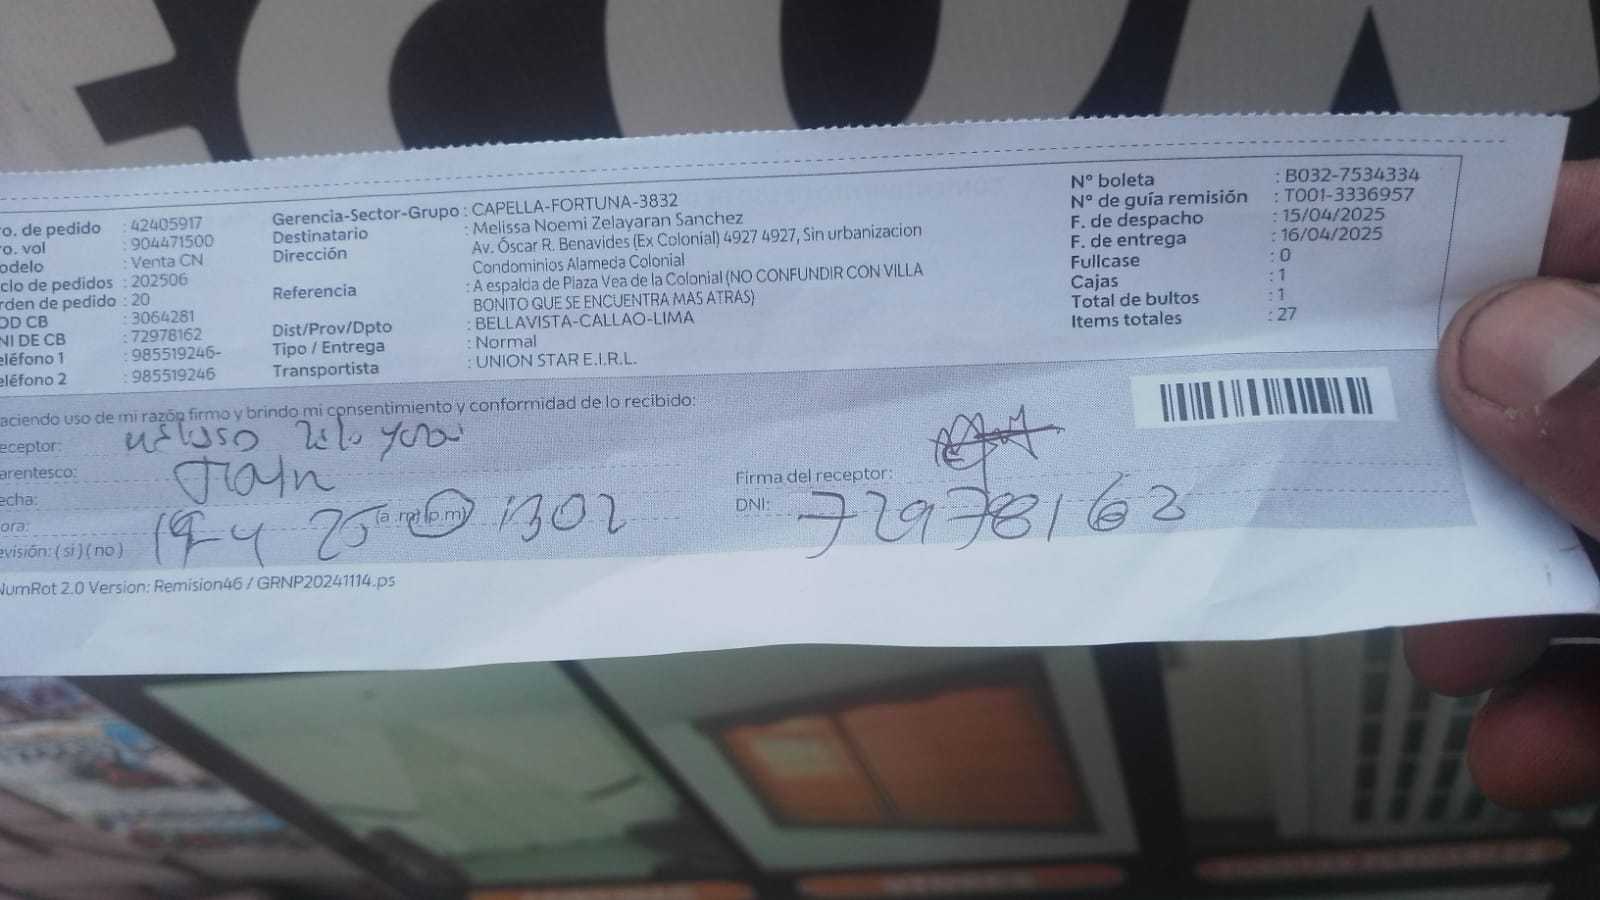 ro. de pedido : 42405917
ro. vol : 904471500
odelo : Venta CN
clo de pedidos : 202506
rden de pedido : 20
OD CB : 3064281
NI DE CB : 72978162
eléfono 1 : 985519246-
eléfono 2 : 985519246
Gerencia-Sector-Grupo : CAPELLA-FORTUNA-3832
Destinatario : Melissa Noemi Zelayaran Sanchez
Dirección : Av. Óscar R. Benavides (Ex Colonial) 4927 4927, Sin urbanizacion
Condominios Alameda Colonial
Referencia : A espalda de Plaza Vea de la Colonial (NO CONFUNDIR CON VILLA
BONITO QUE SE ENCUENTRA MAS ATRAS)
Dist/Prov/Dpto : BELLAVISTA-CALLAO-LIMA
Tipo / Entrega : Normal
Transportista : UNION STAR E.I.R.L.
N° boleta : B032-7534334
N° de guía remisión : T001-3336957
F. de despacho : 15/04/2025
F. de entrega : 16/04/2025
Fullcase : 0
Cajas : 1
Total de bultos : 1
Items totales : 27
aciendo uso de mi razón firmo y brindo mi consentimiento y conformidad de lo recibido:
eceptor:
arentesco:
echa:
ora: (a.m) (p.m) 1302
evisión: ( si ) ( no )
Firma del receptor:
DNI: 72978162
NumRot 2.0 Version: Remision46 / GRNP20241114.ps